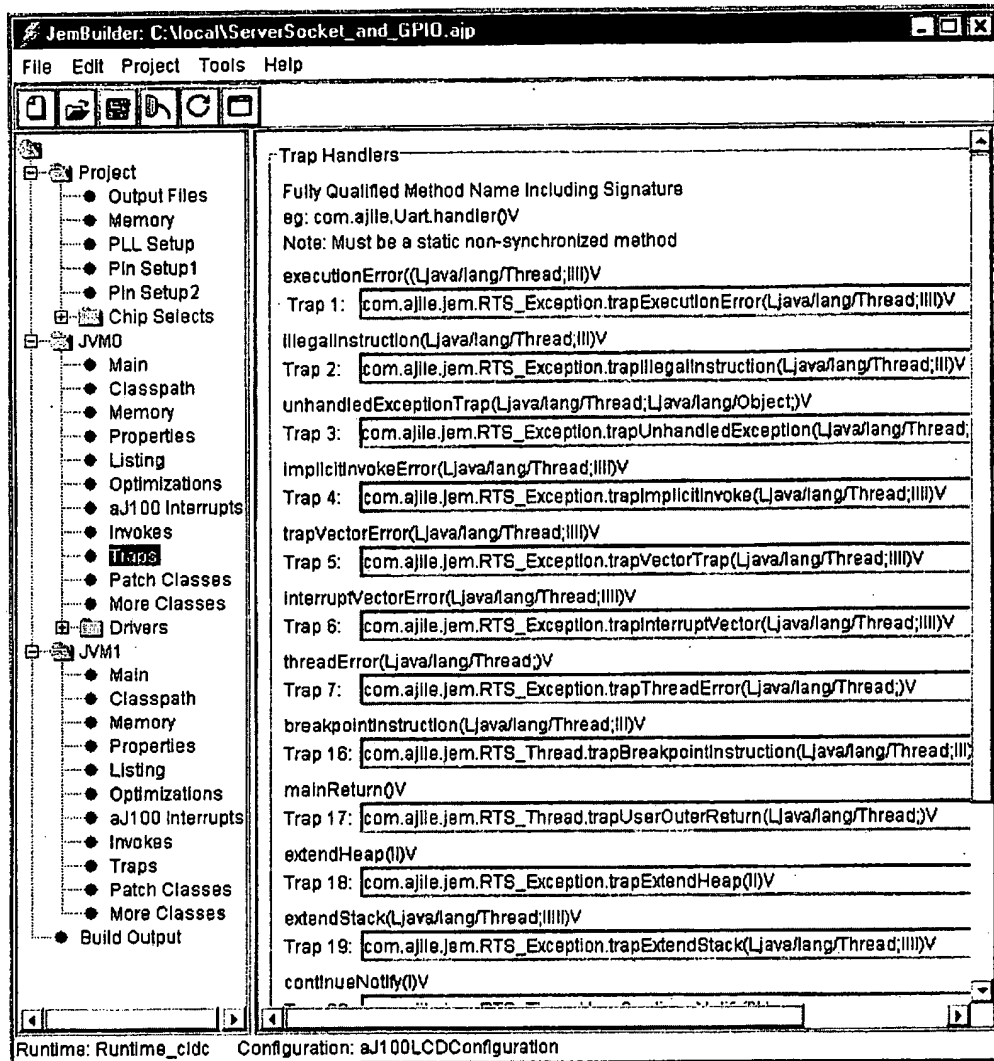 JemBuilder: C:\local\ServerSocket_and_GPIO.ajp
File Edit Project Tools Help
Project
Output Files
Memory
PLL Setup
Pin Setup1
Pin Setup2
Chip Selects
JVM0
Main
Classpath
Memory
Properties
Listing
Optimizations
aJ100 Interrupts
Invokes
Traps
Patch Classes
More Classes
Drivers
JVM1
Main
Classpath
Memory
Properties
Listing
Optimizations
aJ100 Interrupts
Invokes
Traps
Patch Classes
More Classes
Build Output
Trap Handlers
Fully Qualified Method Name Including Signature
eg: com.ajile.Uart.handler()V
Note: Must be a static non-synchronized method
executionError((Ljava/lang/Thread;IIII)V
Trap 1: com.ajile.jem.RTS_Exception.trapExecutionError(Ljava/lang/Thread;IIII)V
illegalInstruction(Ljava/lang/Thread;III)V
Trap 2: com.ajile.jem.RTS_Exception.trapIllegalInstruction(Ljava/lang/Thread;III)V
unhandledExceptionTrap(Ljava/lang/Thread;Ljava/lang/Object;)V
Trap 3: com.ajile.jem.RTS_Exception.trapUnhandledException(Ljava/lang/Thread;
implicitInvokeError(Ljava/lang/Thread;IIII)V
Trap 4: com.ajile.jem.RTS_Exception.trapImplicitInvoke(Ljava/lang/Thread;IIII)V
trapVectorError(Ljava/lang/Thread;IIII)V
Trap 5: com.ajile.jem.RTS_Exception.trapVectorTrap(Ljava/lang/Thread;IIII)V
interruptVectorError(Ljava/lang/Thread;IIII)V
Trap 6: com.ajile.jem.RTS_Exception.trapInterruptVector(Ljava/lang/Thread;IIII)V
threadError(Ljava/lang/Thread;)V
Trap 7: com.ajile.jem.RTS_Exception.trapThreadError(Ljava/lang/Thread;)V
breakpointInstruction(Ljava/lang/Thread;III)V
Trap 16: com.ajile.jem.RTS_Thread.trapBreakpointInstruction(Ljava/lang/Thread;III)
mainReturn()V
Trap 17: com.ajile.jem.RTS_Thread.trapUserOuterReturn(Ljava/lang/Thread;)V
extendHeap(II)V
Trap 18: com.ajile.jem.RTS_Exception.trapExtendHeap(II)V
extendStack(Ljava/lang/Thread;IIIII)V
Trap 19: com.ajile.jem.RTS_Exception.trapExtendStack(Ljava/lang/Thread;IIII)V
continueNotify(I)V
Runtime: Runtime_cldc Configuration: aJ100LCDConfiguration